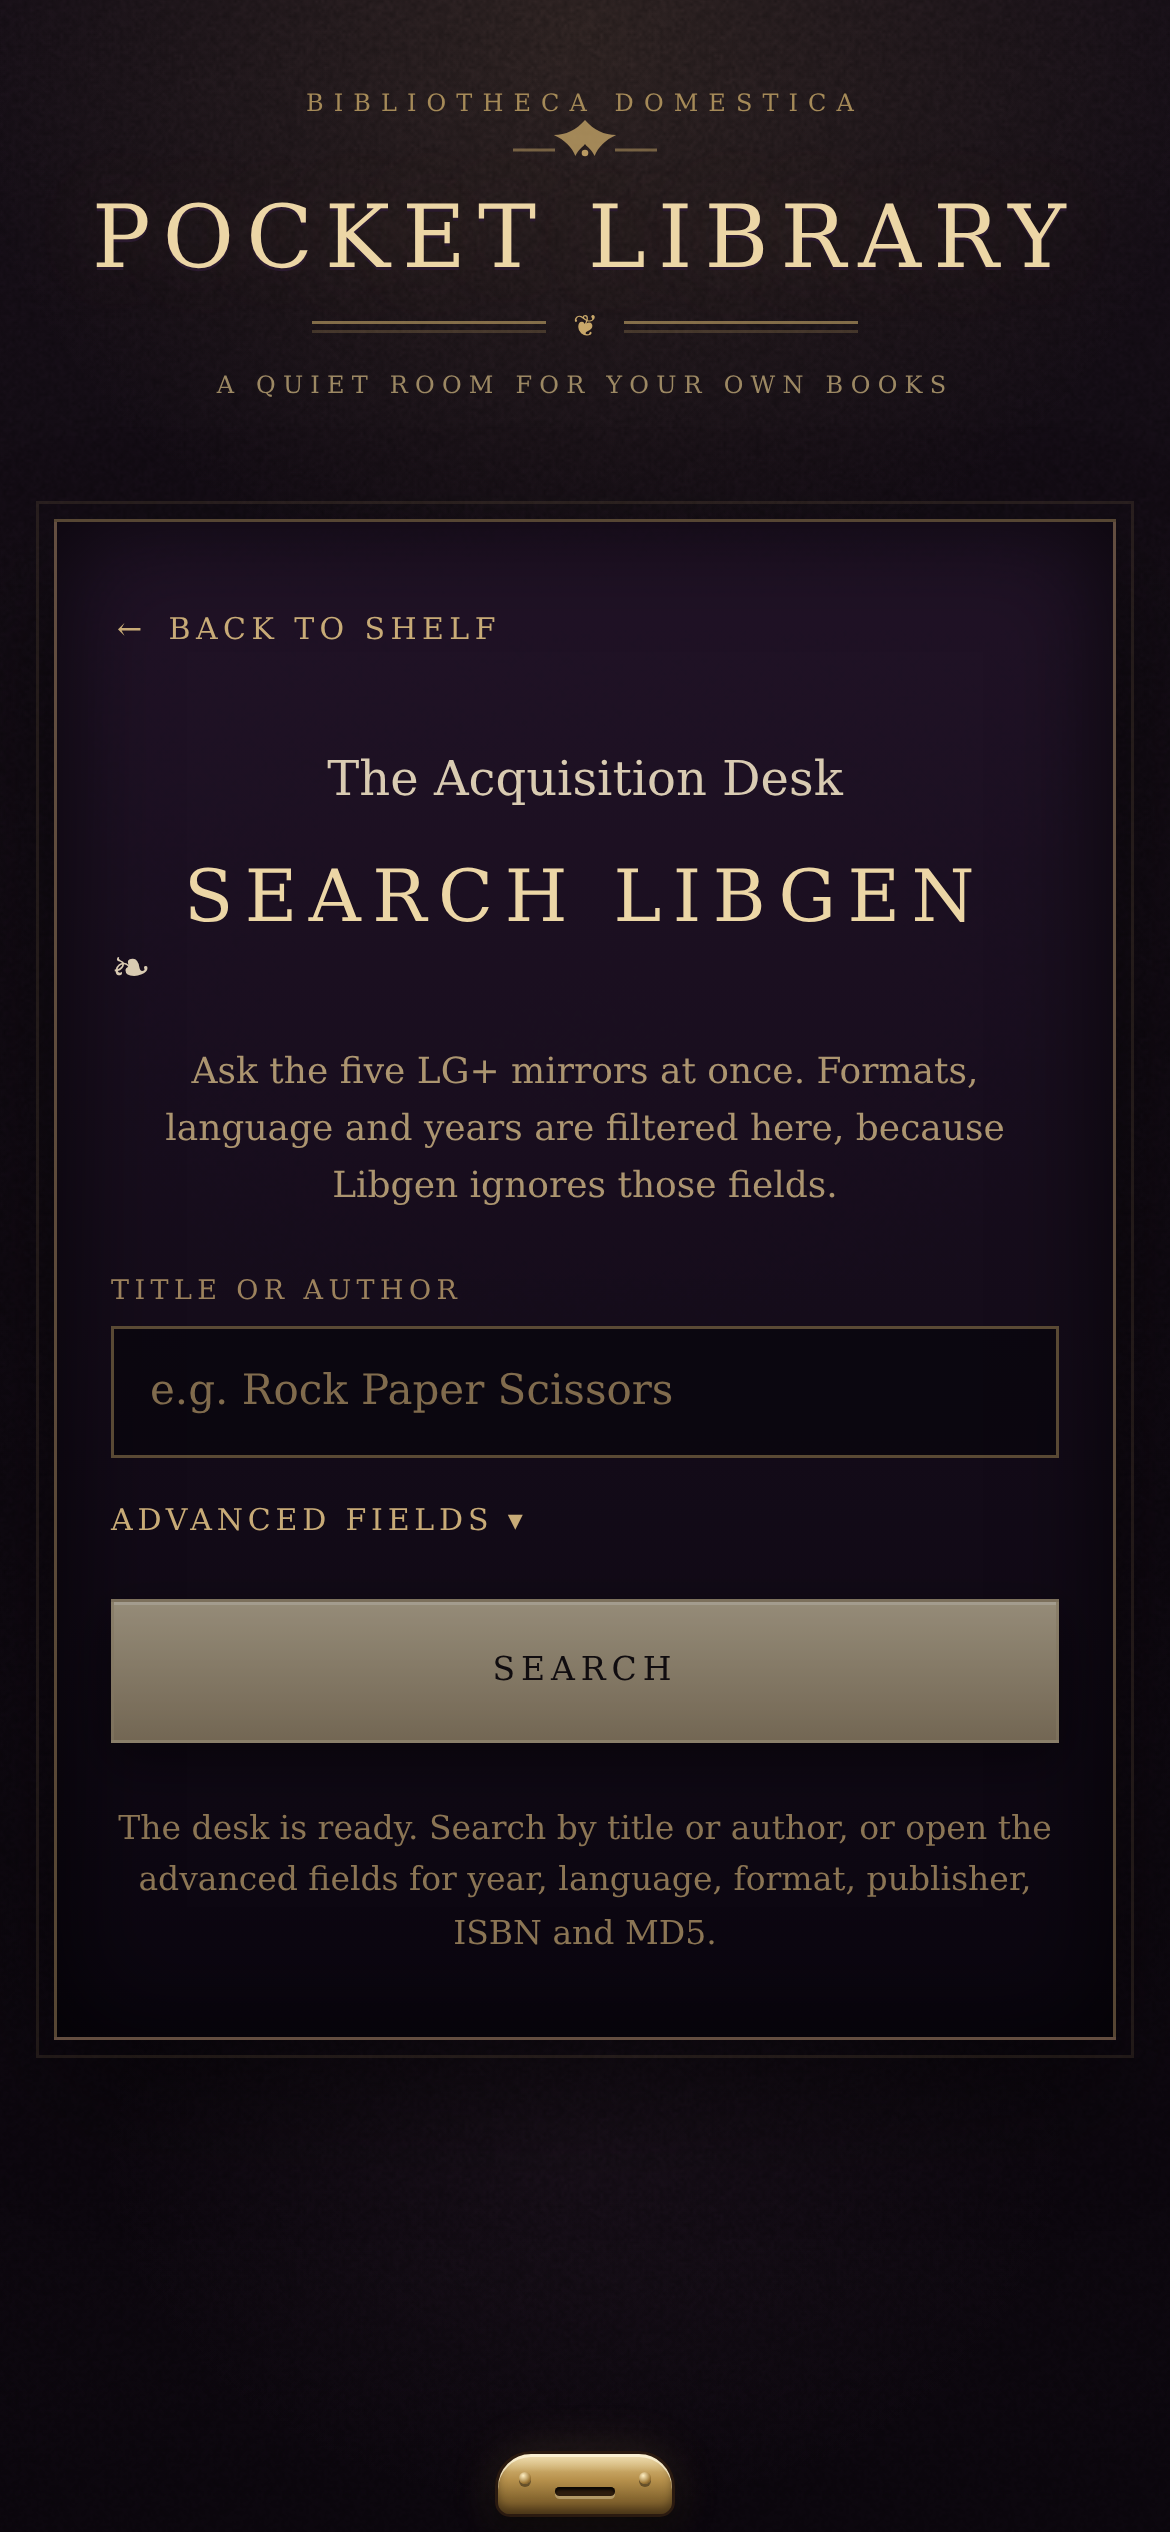 BIBLIOTHECA DOMESTICA
POCKET LIBRARY
❦
A QUIET ROOM FOR YOUR OWN BOOKS
← BACK TO SHELF
The Acquisition Desk
SEARCH LIBGEN
❧
Ask the five LG+ mirrors at once. Formats,
language and years are filtered here, because
Libgen ignores those fields.
TITLE OR AUTHOR
e.g. Rock Paper Scissors
ADVANCED FIELDS ▾
SEARCH
The desk is ready. Search by title or author, or open the
advanced fields for year, language, format, publisher,
ISBN and MD5.